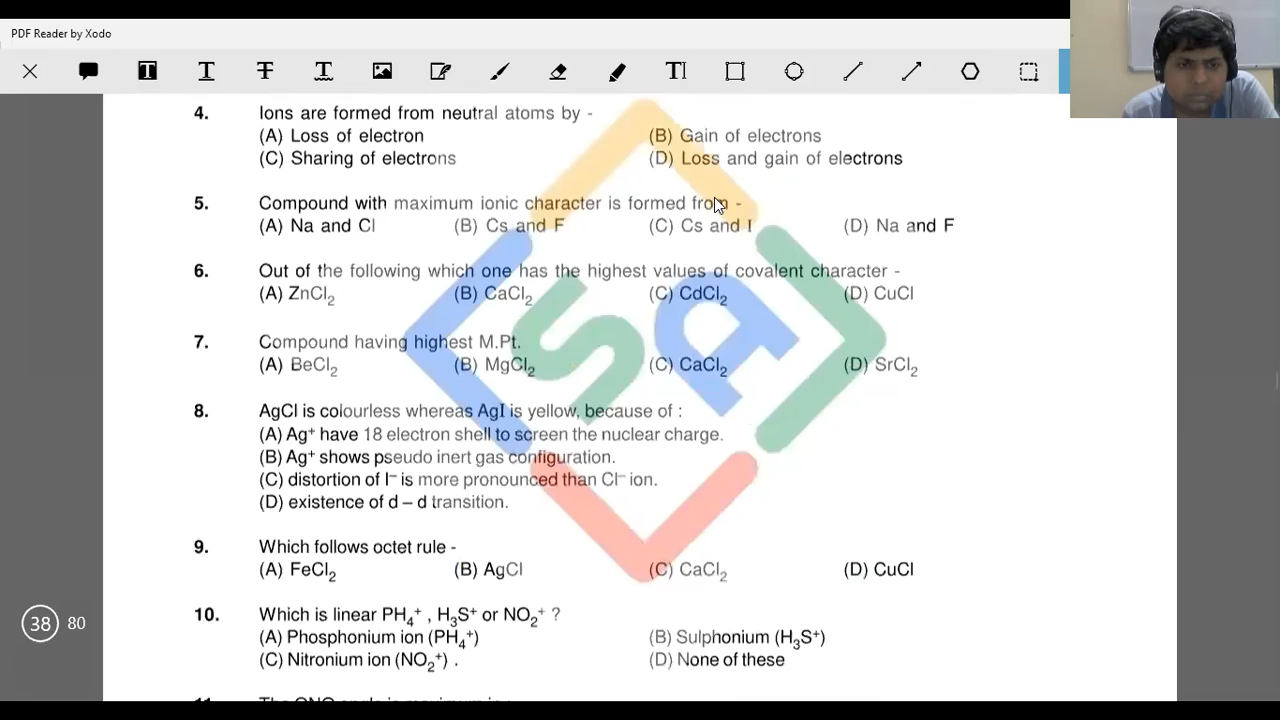 PDF Reader by Xodo
4. Ions are formed from neutral atoms by -
(A) Loss of electron (B) Gain of electrons
(C) Sharing of electrons (D) Loss and gain of electrons
5. Compound with maximum ionic character is formed from -
(A) Na and Cl (B) Cs and F (C) Cs and I (D) Na and F
6. Out of the following which one has the highest values of covalent character -
(A) ZnCl₂ (B) CaCl₂ (C) CdCl₂ (D) CuCl
7. Compound having highest M.Pt.
(A) BeCl₂ (B) MgCl₂ (C) CaCl₂ (D) SrCl₂
8. AgCl is colourless whereas AgI is yellow, because of :
(A) Ag⁺ have 18 electron shell to screen the nuclear charge.
(B) Ag⁺ shows pseudo inert gas configuration.
(C) distortion of I⁻ is more pronounced than Cl⁻ ion.
(D) existence of d – d transition.
9. Which follows octet rule -
(A) FeCl₂ (B) AgCl (C) CaCl₂ (D) CuCl
10. Which is linear PH₄⁺ , H₃S⁺ or NO₂⁺ ?
(A) Phosphonium ion (PH₄⁺) (B) Sulphonium (H₃S⁺)
(C) Nitronium ion (NO₂⁺) . (D) None of these
38 80
SA